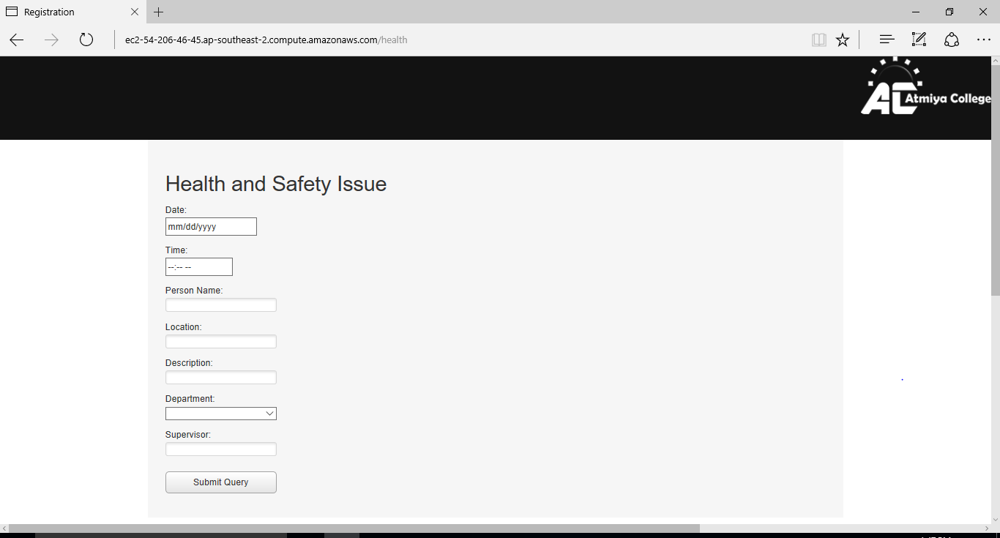 Registration
ec2-54-206-46-45.ap-southeast-2.compute.amazonaws.com/health
AC Atmiya College
Health and Safety Issue
Date:
mm/dd/yyyy
Time:
--:-- --
Person Name:
Location:
Description:
Department:
Supervisor:
Submit Query